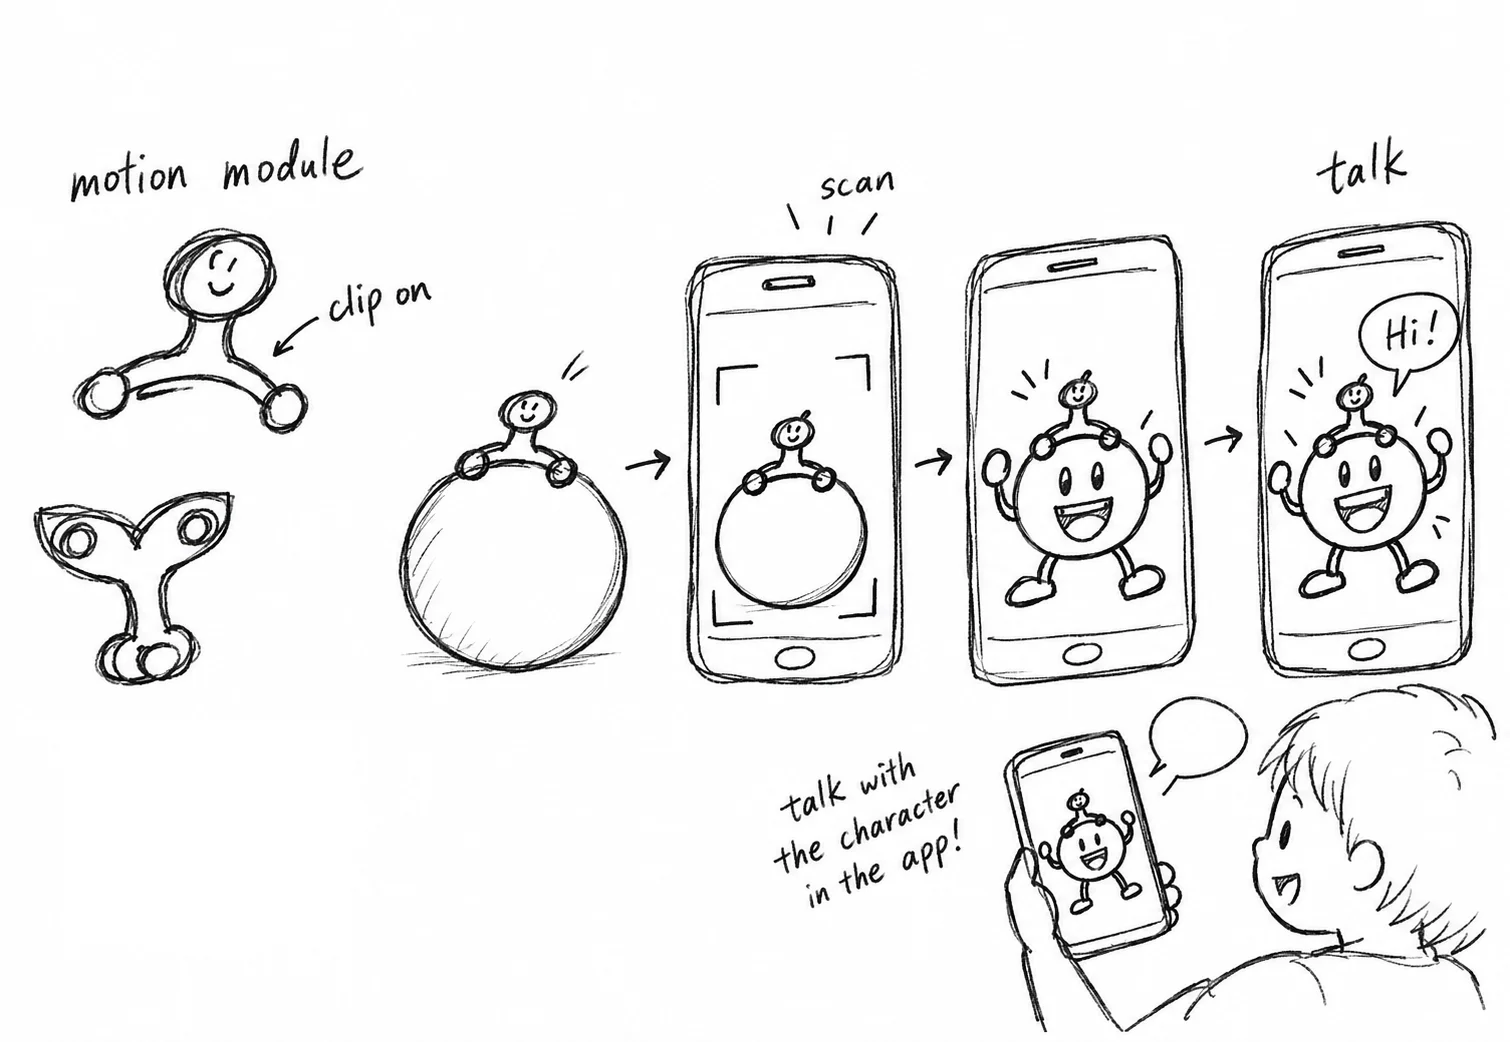 motion module
clip on
scan
talk
Hi!
talk with
the character
in the app!